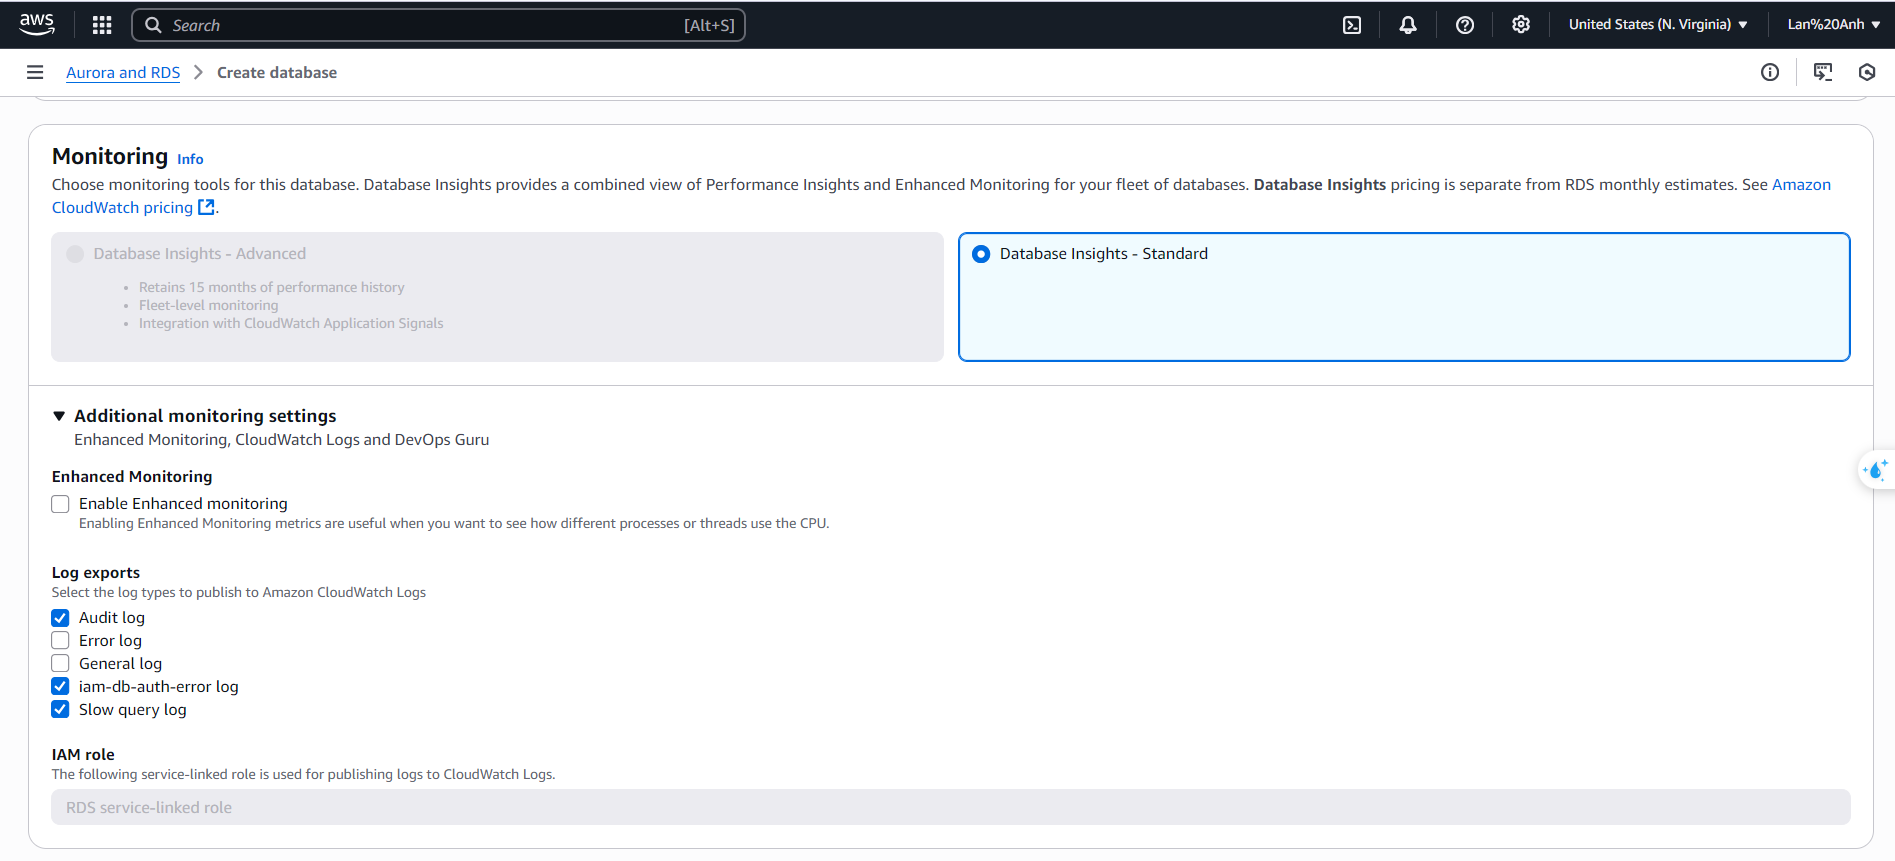 aws
Search [Alt+S]
United States (N. Virginia) Lan%20Anh
Aurora and RDS Create database
Monitoring Info
Choose monitoring tools for this database. Database Insights provides a combined view of Performance Insights and Enhanced Monitoring for your fleet of databases. Database Insights pricing is separate from RDS monthly estimates. See Amazon
CloudWatch pricing.
Database Insights - Advanced
• Retains 15 months of performance history
• Fleet-level monitoring
• Integration with CloudWatch Application Signals
Database Insights - Standard
Additional monitoring settings
Enhanced Monitoring, CloudWatch Logs and DevOps Guru
Enhanced Monitoring
Enable Enhanced monitoring
Enabling Enhanced Monitoring metrics are useful when you want to see how different processes or threads use the CPU.
Log exports
Select the log types to publish to Amazon CloudWatch Logs
Audit log
Error log
General log
iam-db-auth-error log
Slow query log
IAM role
The following service-linked role is used for publishing logs to CloudWatch Logs.
RDS service-linked role